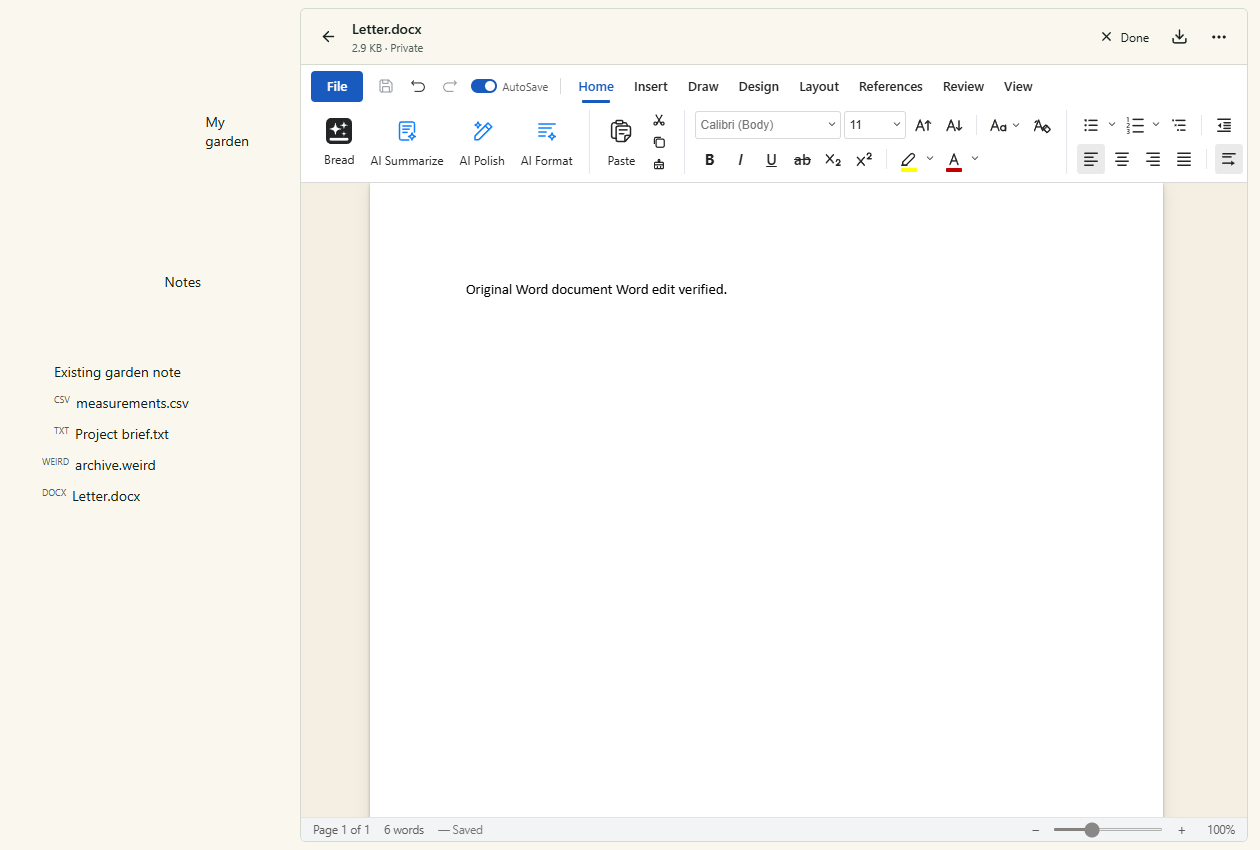 Letter.docx
2.9 KB · Private
Done
File
AutoSave
Home
Insert
Draw
Design
Layout
References
Review
View
My
garden
Bread
AI Summarize
AI Polish
AI Format
Paste
Calibri (Body)
11
Notes
Original Word document Word edit verified.
Existing garden note
CSV measurements.csv
TXT Project brief.txt
WEIRD archive.weird
DOCX Letter.docx
Page 1 of 1 6 words — Saved
100%